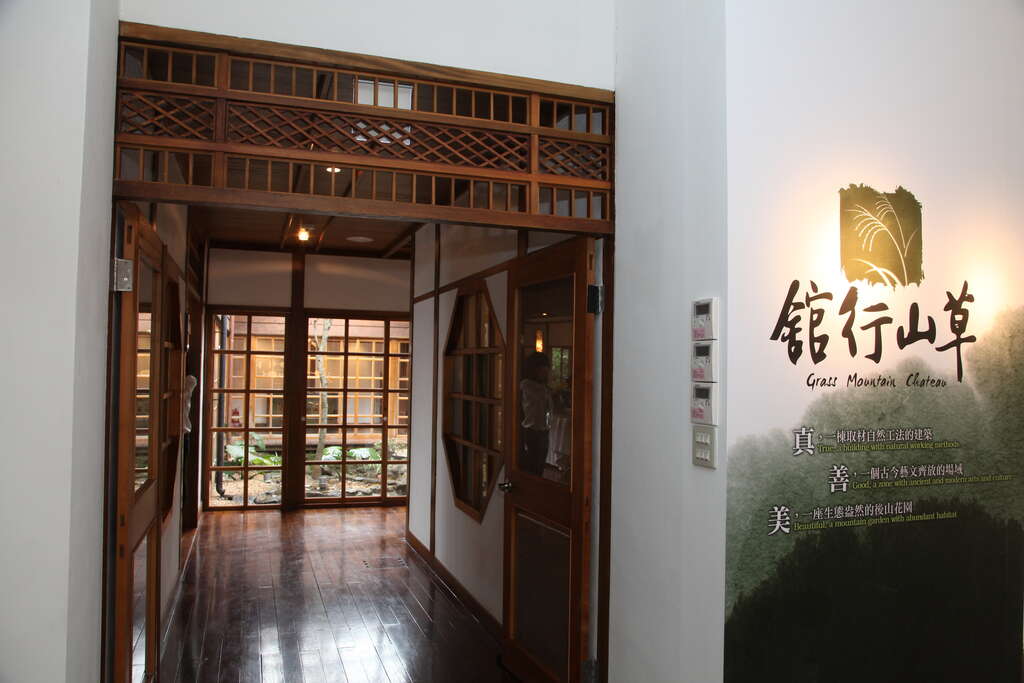 舘行山草
Grass Mountain Chateau
真，一棟取材自然工法的建築
True, a building with natural working methods
善，一個古今藝文齊放的場域
Good, a zone with ancient and modern arts and culture
美，一座生態盎然的後山花園
Beautiful, a mountain garden with abundant habitat